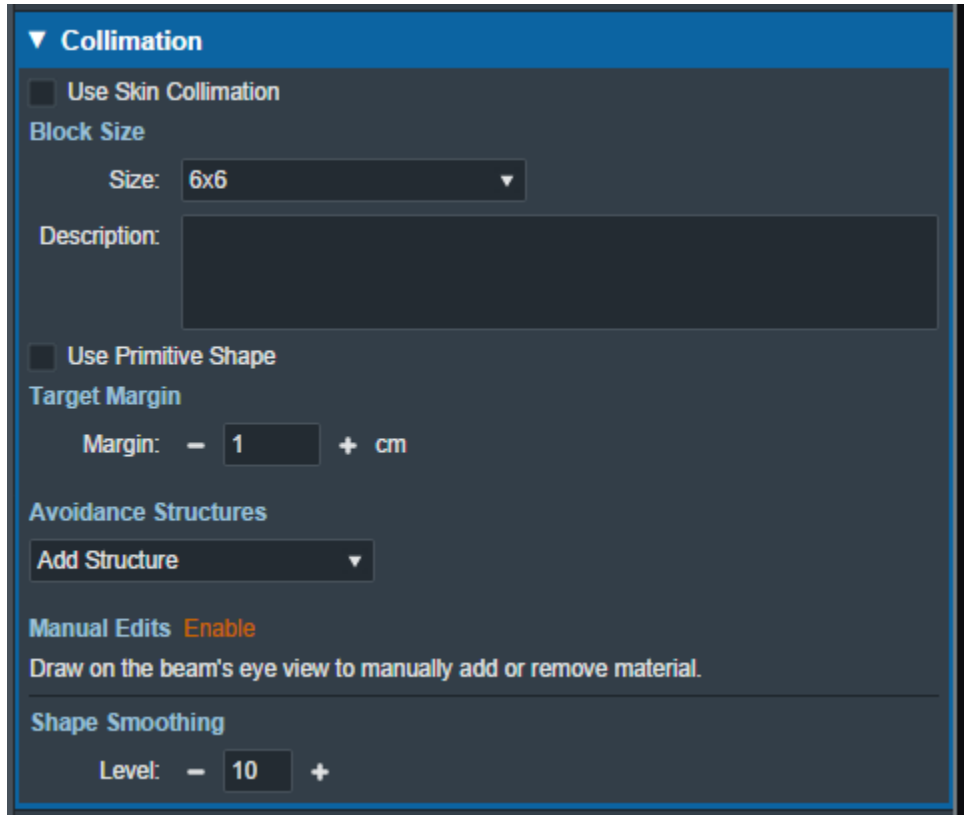 ▼ Collimation
Use Skin Collimation
Block Size
Size: 6x6
Description:
Use Primitive Shape
Target Margin
Margin: − 1 + cm
Avoidance Structures
Add Structure
Manual Edits Enable
Draw on the beam's eye view to manually add or remove material.
Shape Smoothing
Level: − 10 +